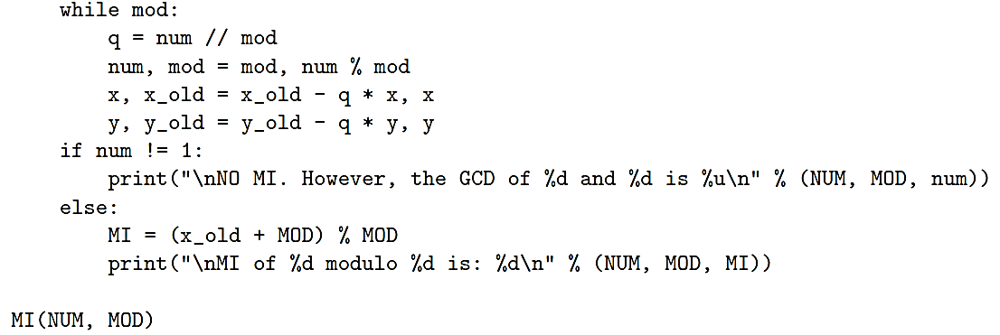 while mod:
        q = num // mod
        num, mod = mod, num % mod
        x, x_old = x_old - q * x, x
        y, y_old = y_old - q * y, y
    if num != 1:
        print("\nNO MI. However, the GCD of %d and %d is %u\n" % (NUM, MOD, num))
    else:
        MI = (x_old + MOD) % MOD
        print("\nMI of %d modulo %d is: %d\n" % (NUM, MOD, MI))

MI(NUM, MOD)